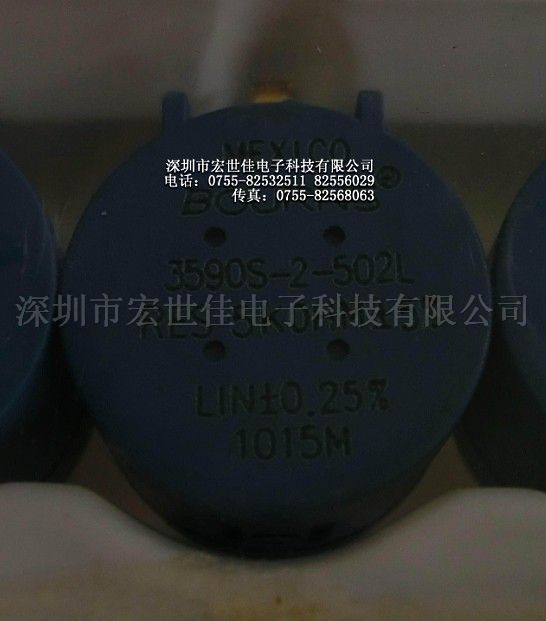 MEXICO
深圳市宏世佳电子科技有限公司
电话：0755-82532511 82556029
传真：0755-82568063
BOURNS®
3590S-2-502L
深圳市宏世佳电子科技有限公司
RES 5K
LIN±0.25%
1015M